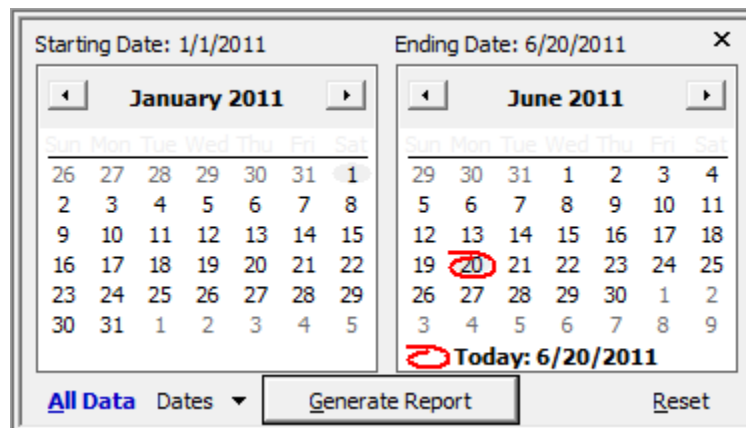 Starting Date: 1/1/2011
January 2011
Sun Mon Tue Wed Thu Fri Sat
26 27 28 29 30 31 1
2 3 4 5 6 7 8
9 10 11 12 13 14 15
16 17 18 19 20 21 22
23 24 25 26 27 28 29
30 31 1 2 3 4 5
Ending Date: 6/20/2011
June 2011
Sun Mon Tue Wed Thu Fri Sat
29 30 31 1 2 3 4
5 6 7 8 9 10 11
12 13 14 15 16 17 18
19 20 21 22 23 24 25
26 27 28 29 30 1 2
3 4 5 6 7 8 9
Today: 6/20/2011
All Data Dates Generate Report Reset